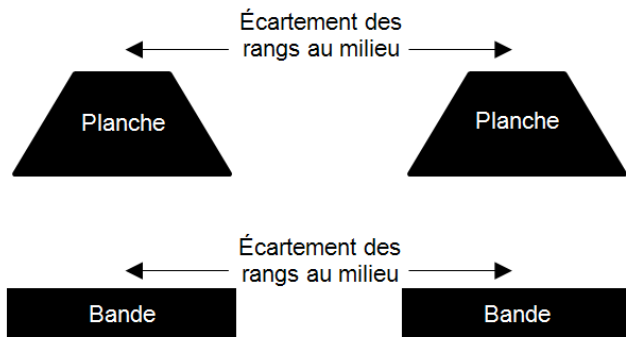 Écartement des
rangs au milieu
Planche
Planche
Écartement des
rangs au milieu
Bande
Bande